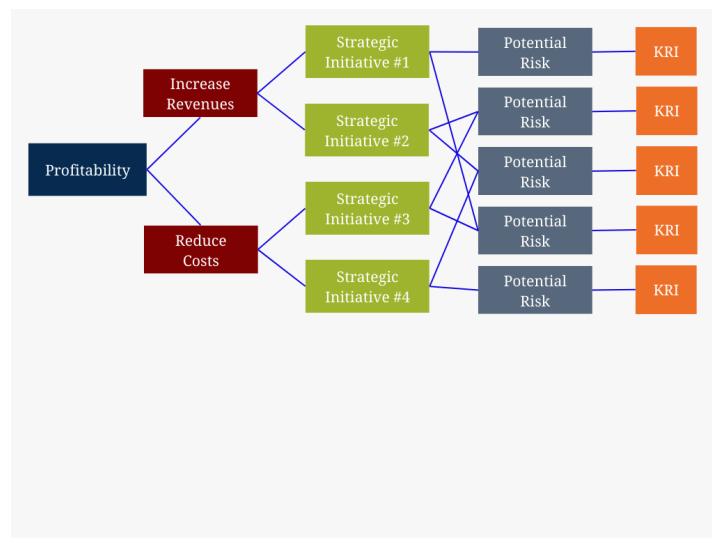 Profitability
Increase
Revenues
Reduce
Costs
Strategic
Initiative #1
Strategic
Initiative #2
Strategic
Initiative #3
Strategic
Initiative #4
Potential
Risk
Potential
Risk
Potential
Risk
Potential
Risk
Potential
Risk
KRI
KRI
KRI
KRI
KRI